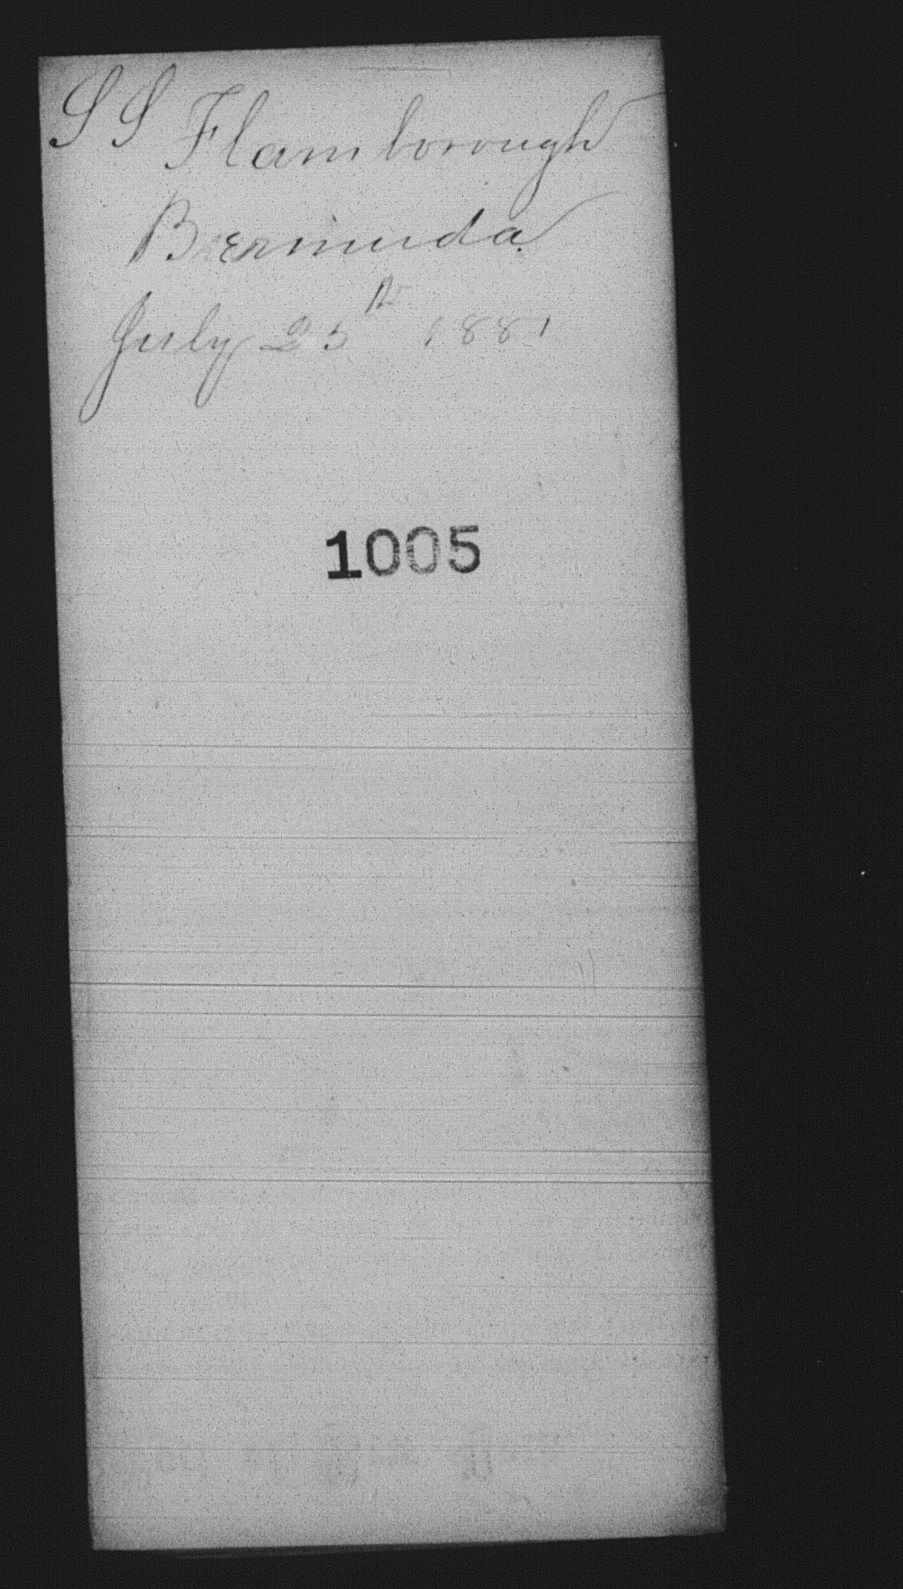 SS Flamborough
Bermuda
July 25th 1881
1005